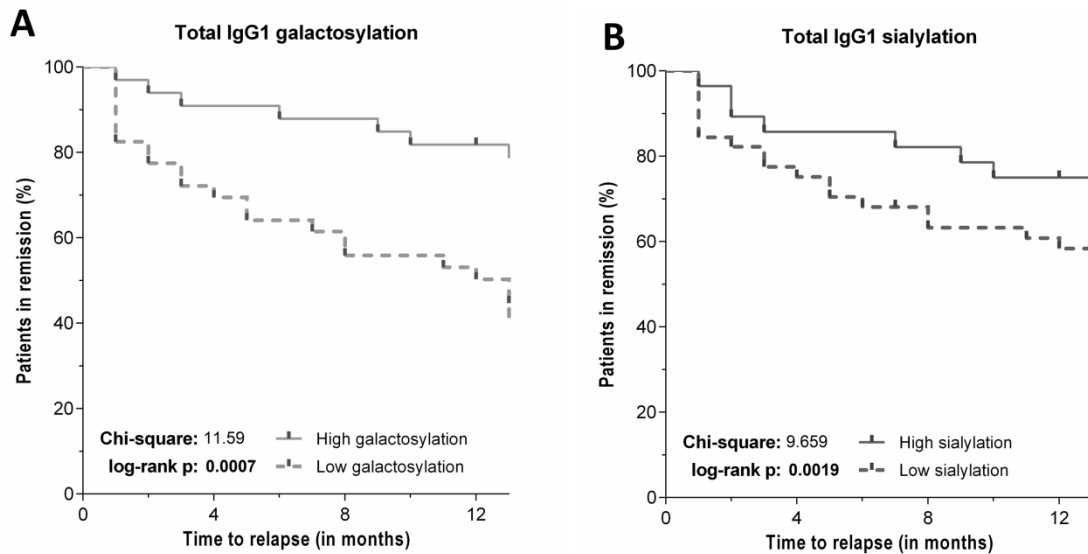 A
Total IgG1 galactosylation
Patients in remission (%)
100
80
60
40
20
0
Chi-square: 11.59
log-rank p: 0.0007
High galactosylation
Low galactosylation
0 4 8 12
Time to relapse (in months)
B
Total IgG1 sialylation
Patients in remission (%)
100
80
60
40
20
0
Chi-square: 9.659
log-rank p: 0.0019
High sialylation
Low sialylation
0 4 8 12
Time to relapse (in months)